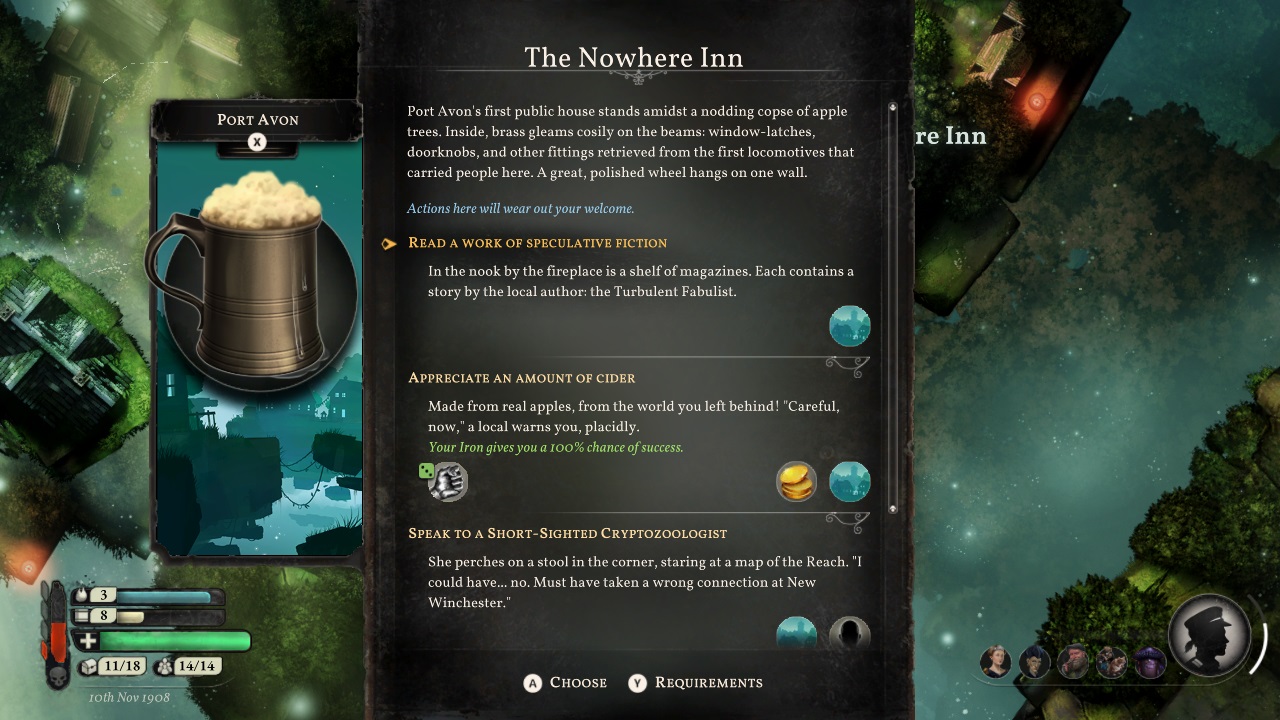 The Nowhere Inn
Port Avon
X
re Inn
Port Avon's first public house stands amidst a nodding copse of apple
trees. Inside, brass gleams cosily on the beams: window-latches,
doorknobs, and other fittings retrieved from the first locomotives that
carried people here. A great, polished wheel hangs on one wall.
Actions here will wear out your welcome.
Read a work of speculative fiction
In the nook by the fireplace is a shelf of magazines. Each contains a
story by the local author: the Turbulent Fabulist.
Appreciate an amount of cider
Made from real apples, from the world you left behind! "Careful,
now," a local warns you, placidly.
Your Iron gives you a 100% chance of success.
Speak to a Short-Sighted Cryptozoologist
She perches on a stool in the corner, staring at a map of the Reach. "I
could have... no. Must have taken a wrong connection at New
Winchester."
3
8
11/18 14/14
10th Nov 1908
A Choose Y Requirements